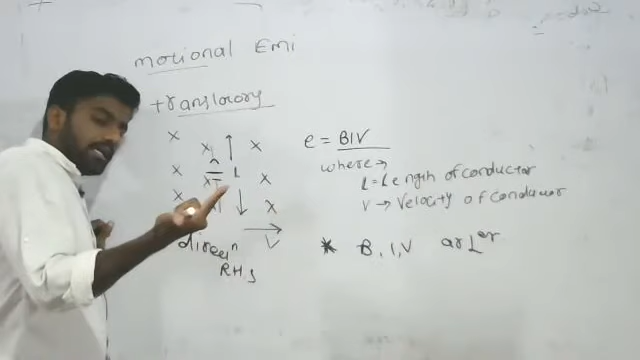 motional Emi
Translatory
x x x
L
x x
x x
V
direcⁿ
RHS
e = BlV
where →
L = Length of conductor
V → Velocity of conductor
* B, l, V are ⊥er